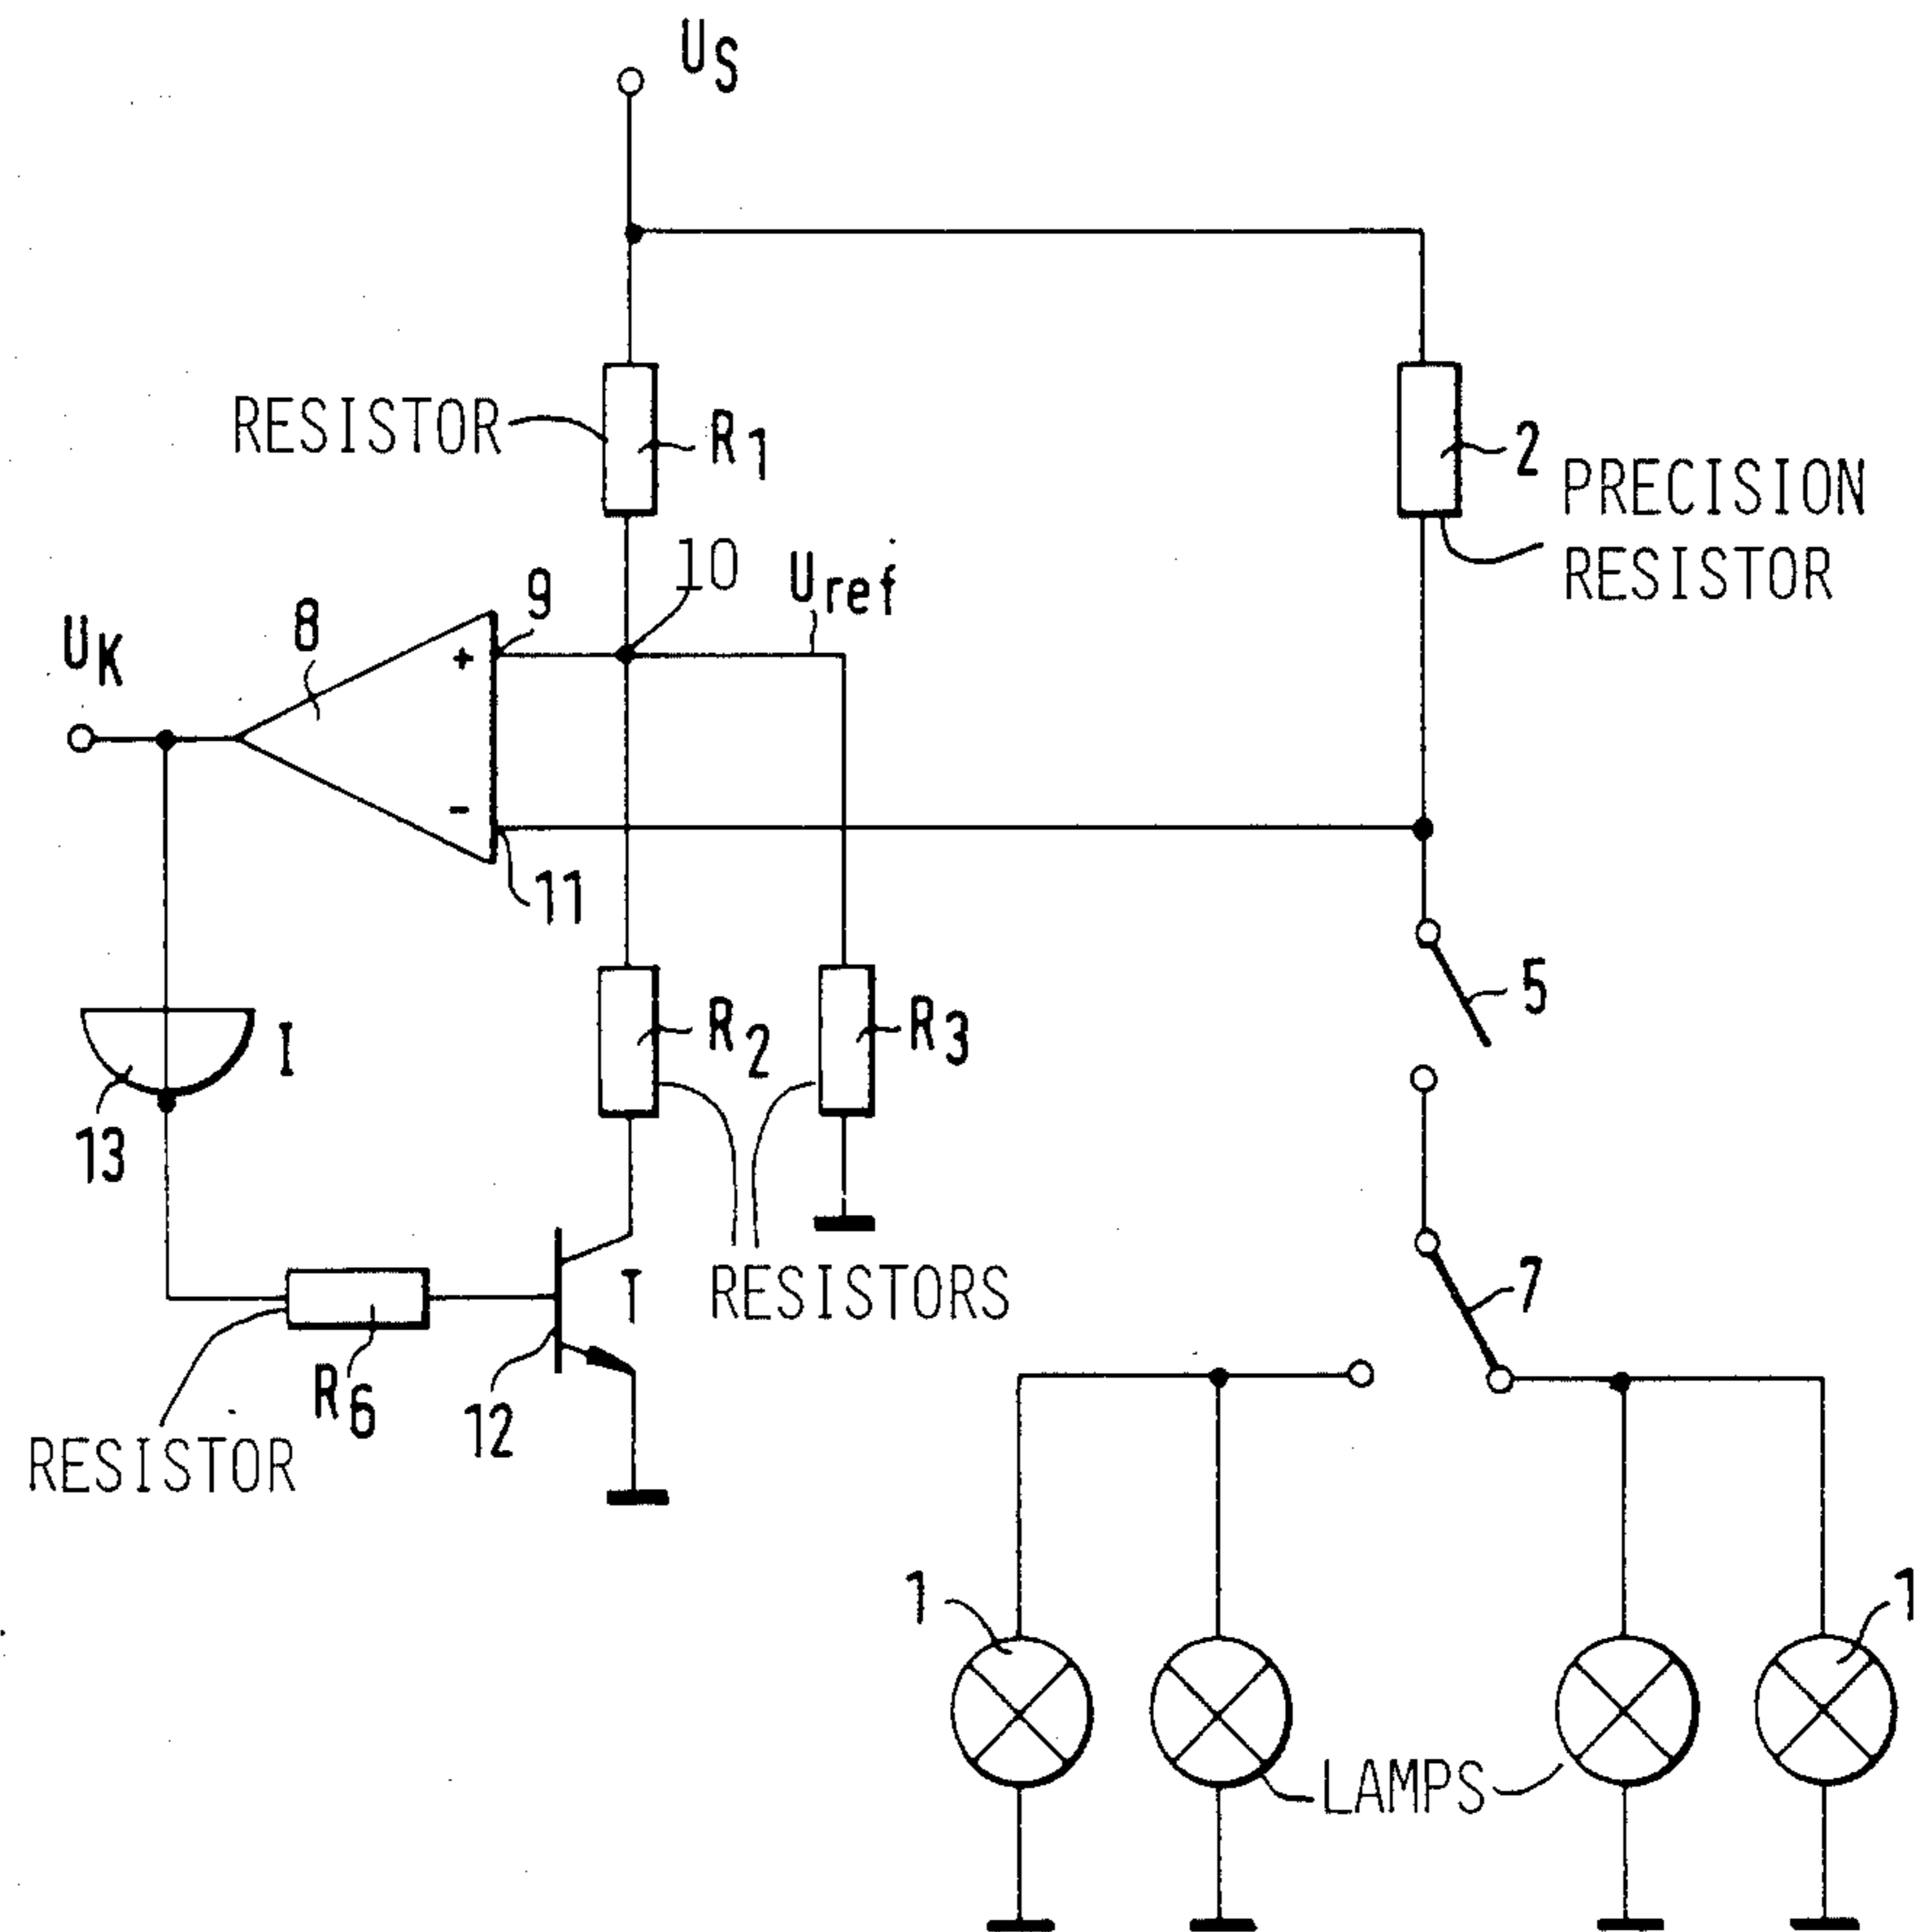 US
RESISTOR
R1
2
PRECISION
RESISTOR
UK
8
9
10
Uref
+
-
11
5
I
13
R2
R3
RESISTORS
T
7
R6
12
RESISTOR
1
1
LAMPS